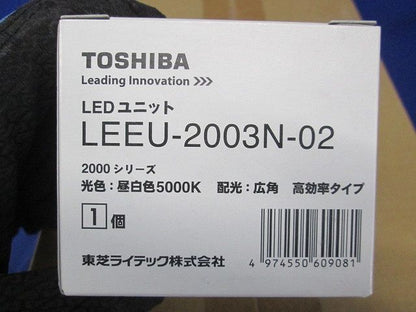 TOSHIBA
Leading Innovation >>>
LEDユニット
LEEU-2003N-02
2000シリーズ
光色：昼白色5000K 配光：広角 高効率タイプ
1個
東芝ライテック株式会社
4 974550 609081